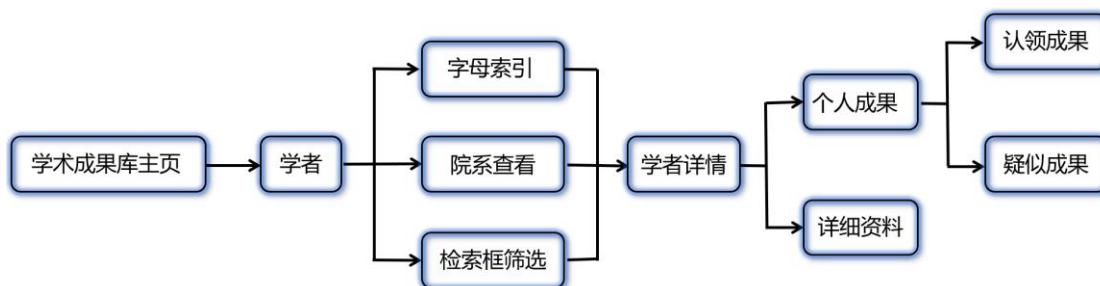 学术成果库主页
学者
字母索引
院系查看
检索框筛选
学者详情
个人成果
详细资料
认领成果
疑似成果